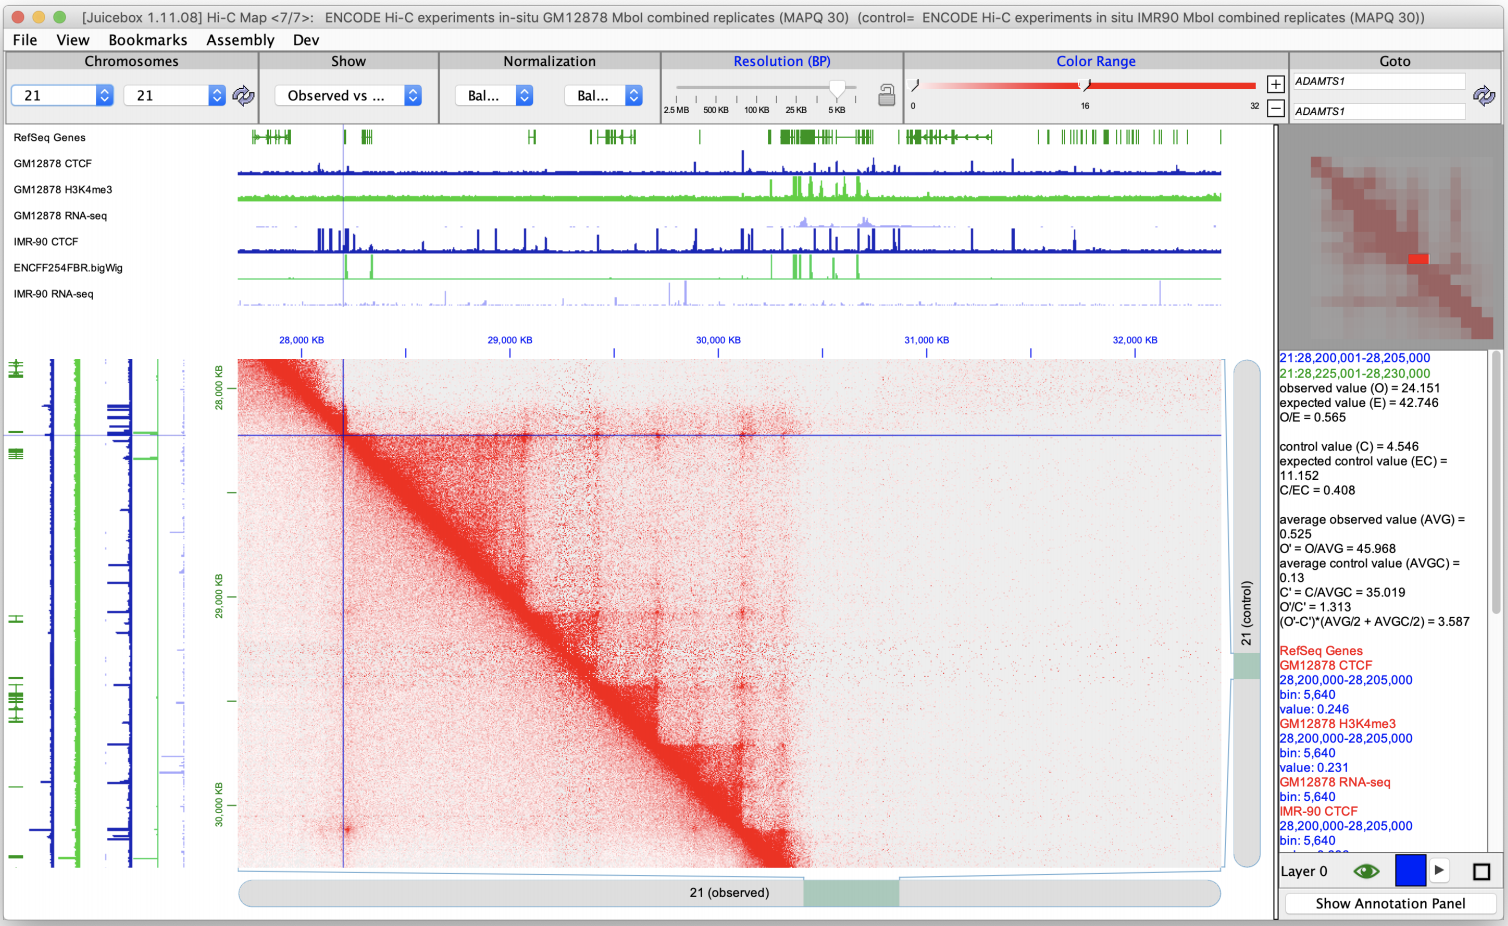 [Juicebox 1.11.08] Hi-C Map <7/7>: ENCODE Hi-C experiments in-situ GM12878 MboI combined replicates (MAPQ 30) (control= ENCODE Hi-C experiments in situ IMR90 MboI combined replicates (MAPQ 30))
File View Bookmarks Assembly Dev
Chromosomes Show Normalization Resolution (BP) Color Range Goto
21 21 Observed vs ... Bal... Bal...
2.5 MB 500 KB 100 KB 25 KB 5 KB
0 16 32
ADAMTS1
ADAMTS1
RefSeq Genes
GM12878 CTCF
GM12878 H3K4me3
GM12878 RNA-seq
IMR-90 CTCF
ENCFF254FBR.bigWig
IMR-90 RNA-seq
28,000 KB 29,000 KB 30,000 KB 31,000 KB 32,000 KB
28,000 KB
29,000 KB
30,000 KB
21 (control)
21 (observed)
21:28,200,001-28,205,000
21:28,225,001-28,230,000
observed value (O) = 24.151
expected value (E) = 42.746
O/E = 0.565
control value (C) = 4.546
expected control value (EC) =
11.152
C/EC = 0.408
average observed value (AVG) =
0.525
O' = O/AVG = 45.968
average control value (AVGC) =
0.13
C' = C/AVGC = 35.019
O'/C' = 1.313
(O'-C')*(AVG/2 + AVGC/2) = 3.587
RefSeq Genes
GM12878 CTCF
28,200,000-28,205,000
bin: 5,640
value: 0.246
GM12878 H3K4me3
28,200,000-28,205,000
bin: 5,640
value: 0.231
GM12878 RNA-seq
bin: 5,640
IMR-90 CTCF
28,200,000-28,205,000
bin: 5,640
Layer 0
Show Annotation Panel